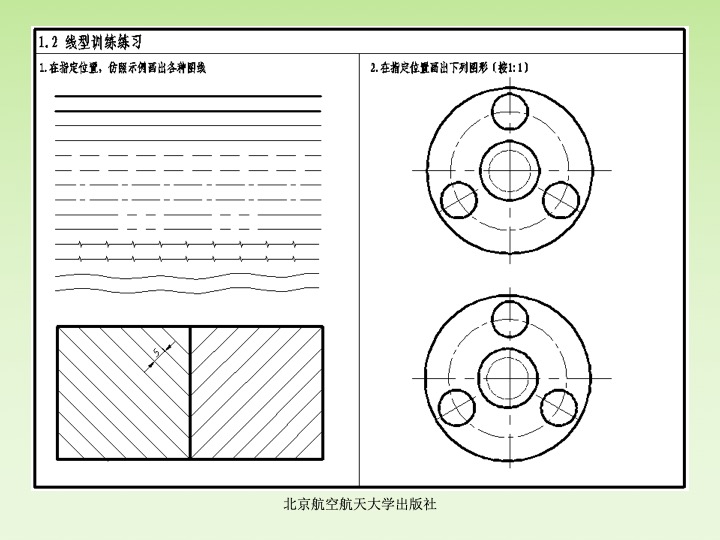 1.2 线型训练练习
1.在指定位置，仿照示例画出各种图线
2.在指定位置画出下列图形（按1:1）
5
北京航空航天大学出版社